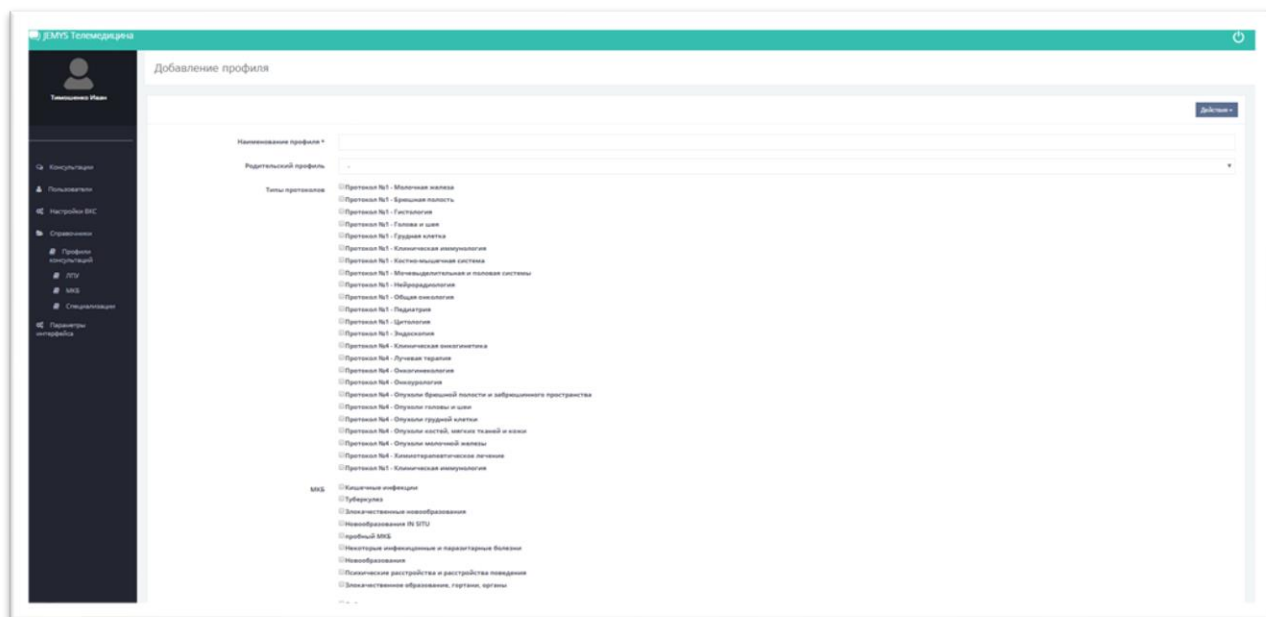 JEMYS Телемедицина
Тимошенко Иван
Консультации
Пользователи
Настройки ВКС
Справочники
Профили
консультаций
ЛПУ
МКБ
Специализации
Параметры
интерфейса
Добавление профиля
Действия
Наименование профиля *
Родительский профиль
-
Типы протоколов
Протокол №1 - Молочная железа
Протокол №1 - Брюшная полость
Протокол №1 - Гистология
Протокол №1 - Голова и шея
Протокол №1 - Грудная клетка
Протокол №1 - Клиническая иммунология
Протокол №1 - Костно-мышечная система
Протокол №1 - Мочевыделительная и половая системы
Протокол №1 - Нейрорадиология
Протокол №1 - Общая онкология
Протокол №1 - Педиатрия
Протокол №1 - Цитология
Протокол №1 - Эндоскопия
Протокол №4 - Клиническая онкогинетика
Протокол №4 - Лучевая терапия
Протокол №4 - Онкогинекология
Протокол №4 - Онкоурология
Протокол №4 - Опухоли брюшной полости и забрюшинного пространства
Протокол №4 - Опухоли головы и шеи
Протокол №4 - Опухоли грудной клетки
Протокол №4 - Опухоли костей, мягких тканей и кожи
Протокол №4 - Опухоли молочной железы
Протокол №4 - Химиотерапевтическое лечение
Протокол №1 - Клиническая иммунология
МКБ
Кишечные инфекции
Туберкулез
Злокачественные новообразования
Новообразования IN SITU
пробный МКБ
Некоторые инфекционные и паразитарные болезни
Новообразования
Психические расстройства и расстройства поведения
Злокачественное образование, гортани, органы